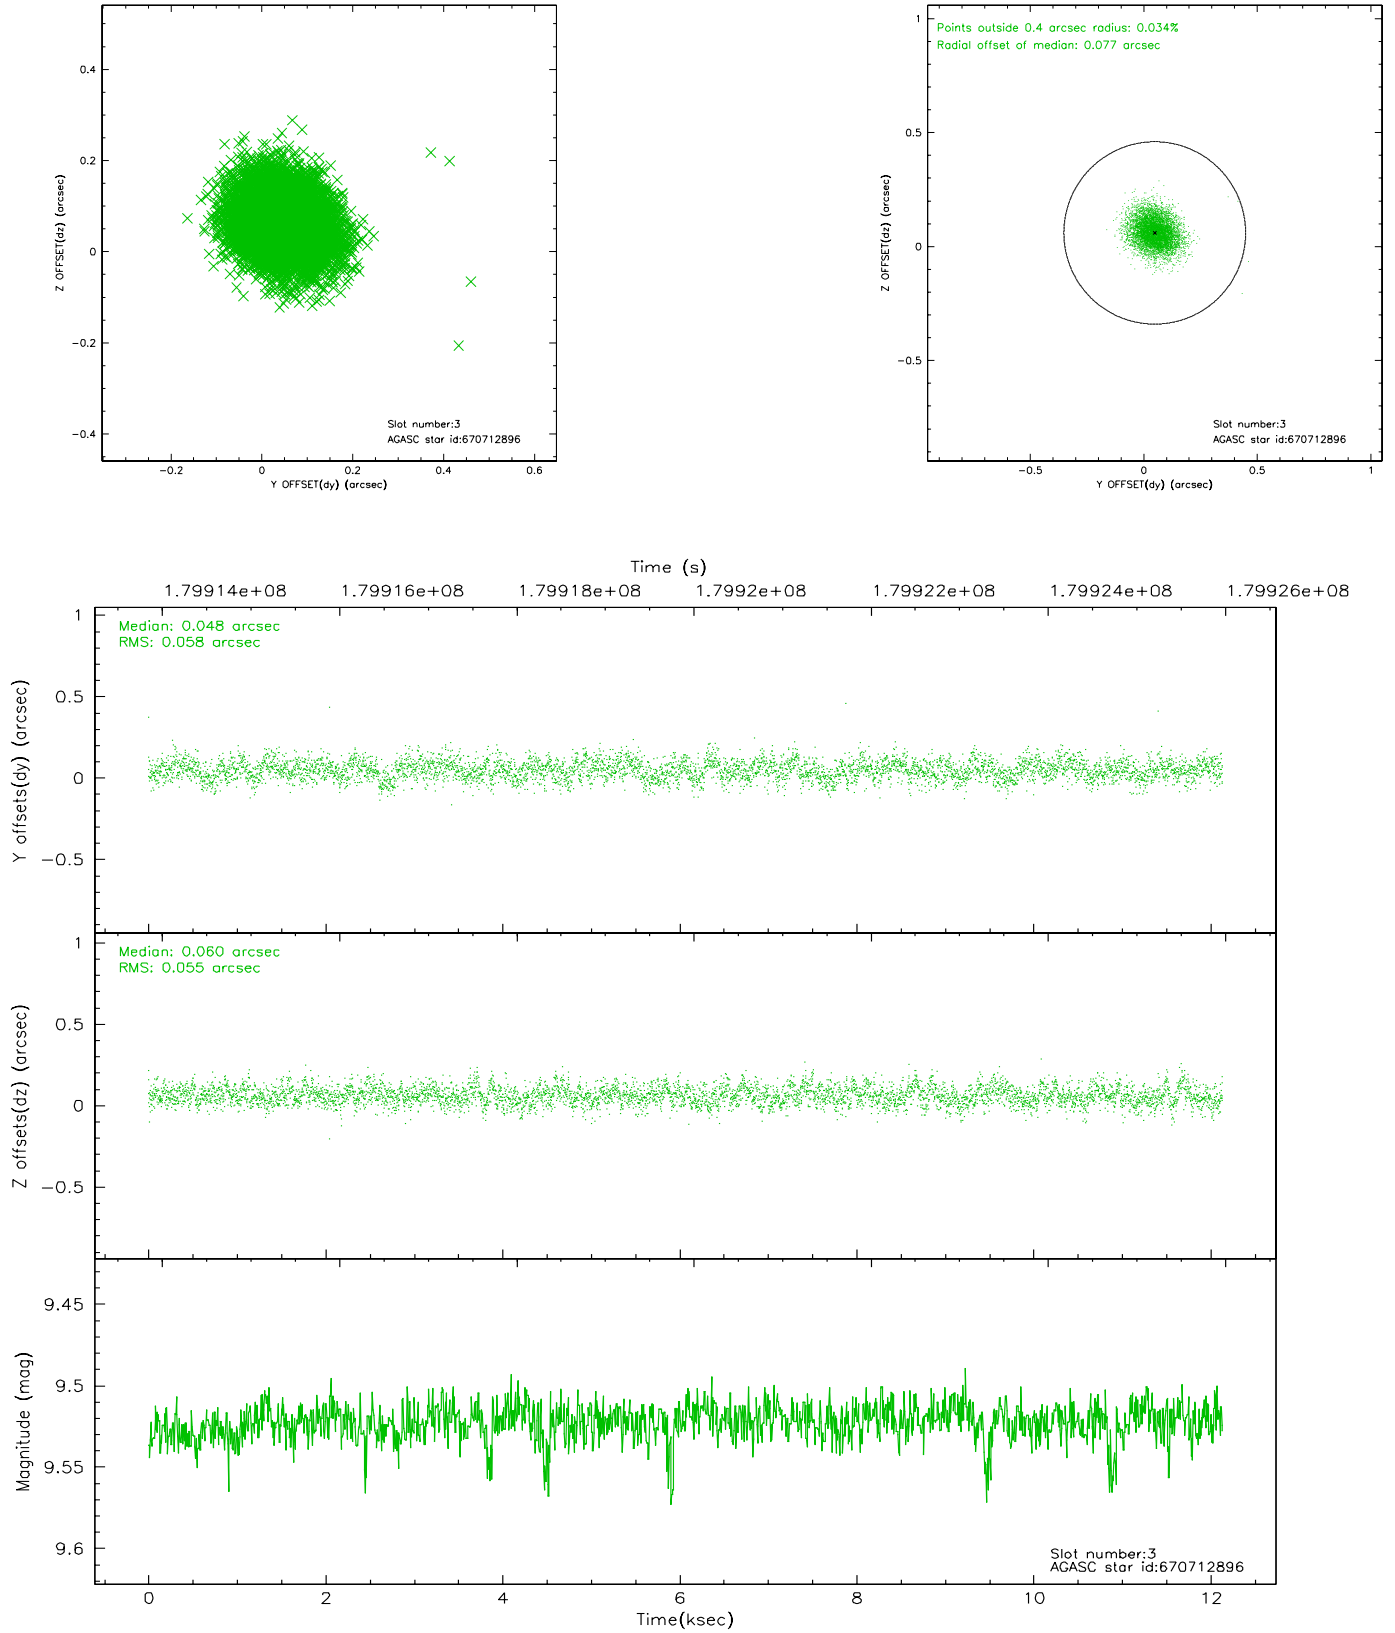 0.4
0.2
0
−0.2
−0.4
Z OFFSET(dz) (arcsec)
Slot number:3
AGASC star id:670712896
−0.2 0 0.2 0.4 0.6
Y OFFSET(dy) (arcsec)
Points outside 0.4 arcsec radius: 0.034%
Radial offset of median: 0.077 arcsec
1
0.5
0
−0.5
Z OFFSET(dz) (arcsec)
Slot number:3
AGASC star id:670712896
−0.5 0 0.5 1
Y OFFSET(dy) (arcsec)
Time (s)
1.79914e+08 1.79916e+08 1.79918e+08 1.7992e+08 1.79922e+08 1.79924e+08 1.79926e+08
Median: 0.048 arcsec
RMS: 0.058 arcsec
1
0.5
0
−0.5
Y offsets(dy) (arcsec)
Median: 0.060 arcsec
RMS: 0.055 arcsec
1
0.5
0
−0.5
Z offsets(dz) (arcsec)
9.45
9.5
9.55
9.6
Magnitude (mag)
Slot number:3
AGASC star id:670712896
0 2 4 6 8 10 12
Time(ksec)